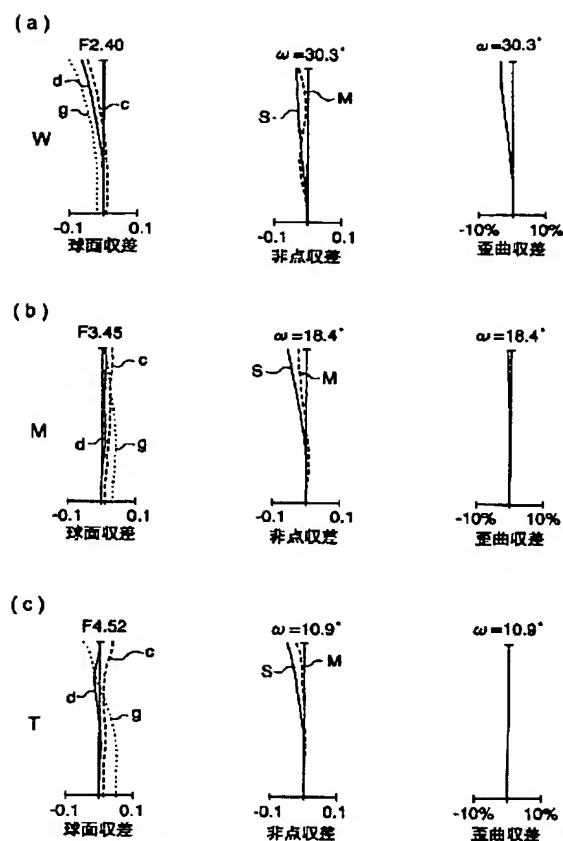 (a)
F2.40
ω=30.3°
ω=30.3°
d
c
g
W
S
M
-0.1 0.1
球面収差
-0.1 0.1
非点収差
-10% 10%
歪曲収差
(b)
F3.45
ω=18.4°
ω=18.4°
c
S
M
M
d
g
-0.1 0.1
球面収差
-0.1 0.1
非点収差
-10% 10%
歪曲収差
(c)
F4.52
ω=10.9°
ω=10.9°
c
S
M
d
g
T
-0.1 0.1
球面収差
-0.1 0.1
非点収差
-10% 10%
歪曲収差